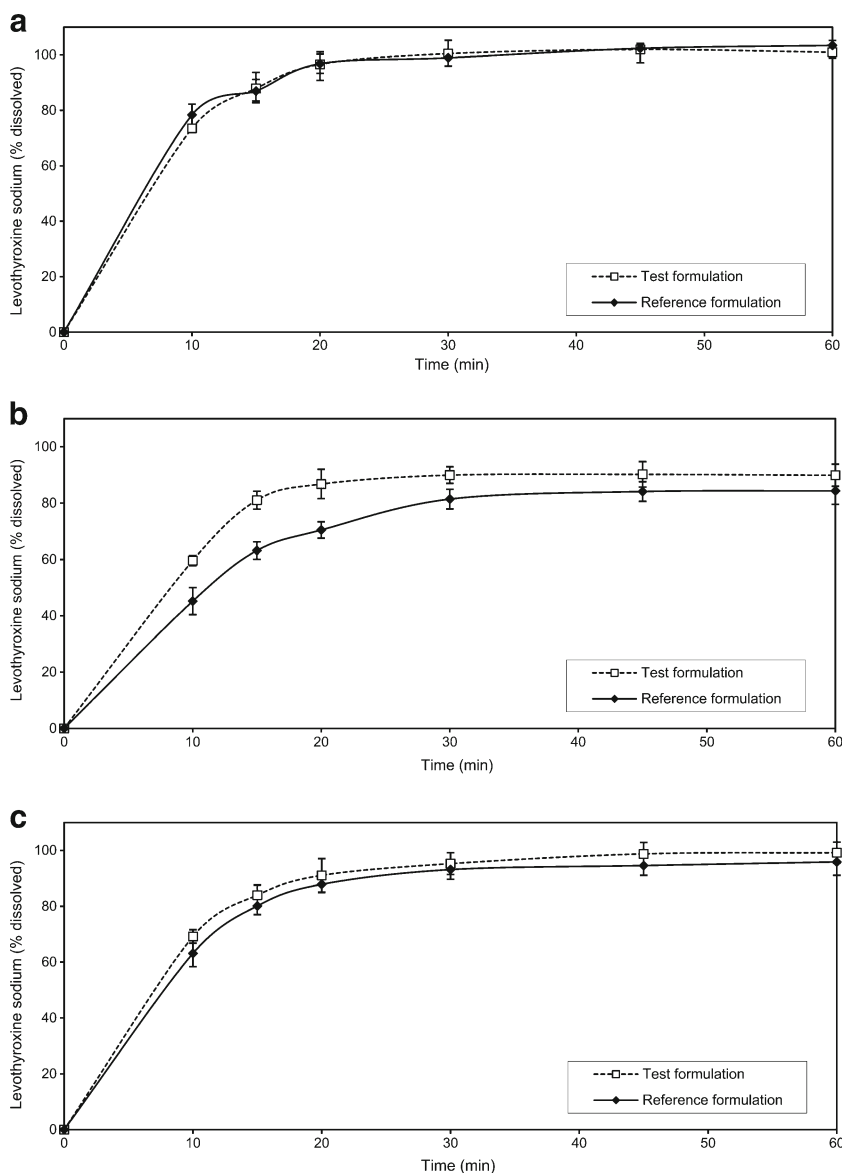 a
Levothyroxine sodium (% dissolved)
100
80
60
40
20
0
Test formulation
Reference formulation
0 10 20 30 40 50 60
Time (min)
b
Levothyroxine sodium (% dissolved)
100
80
60
40
20
0
Test formulation
Reference formulation
0 10 20 30 40 50 60
Time (min)
c
Levothyroxine sodium (% dissolved)
100
80
60
40
20
0
Test formulation
Reference formulation
0 10 20 30 40 50 60
Time (min)